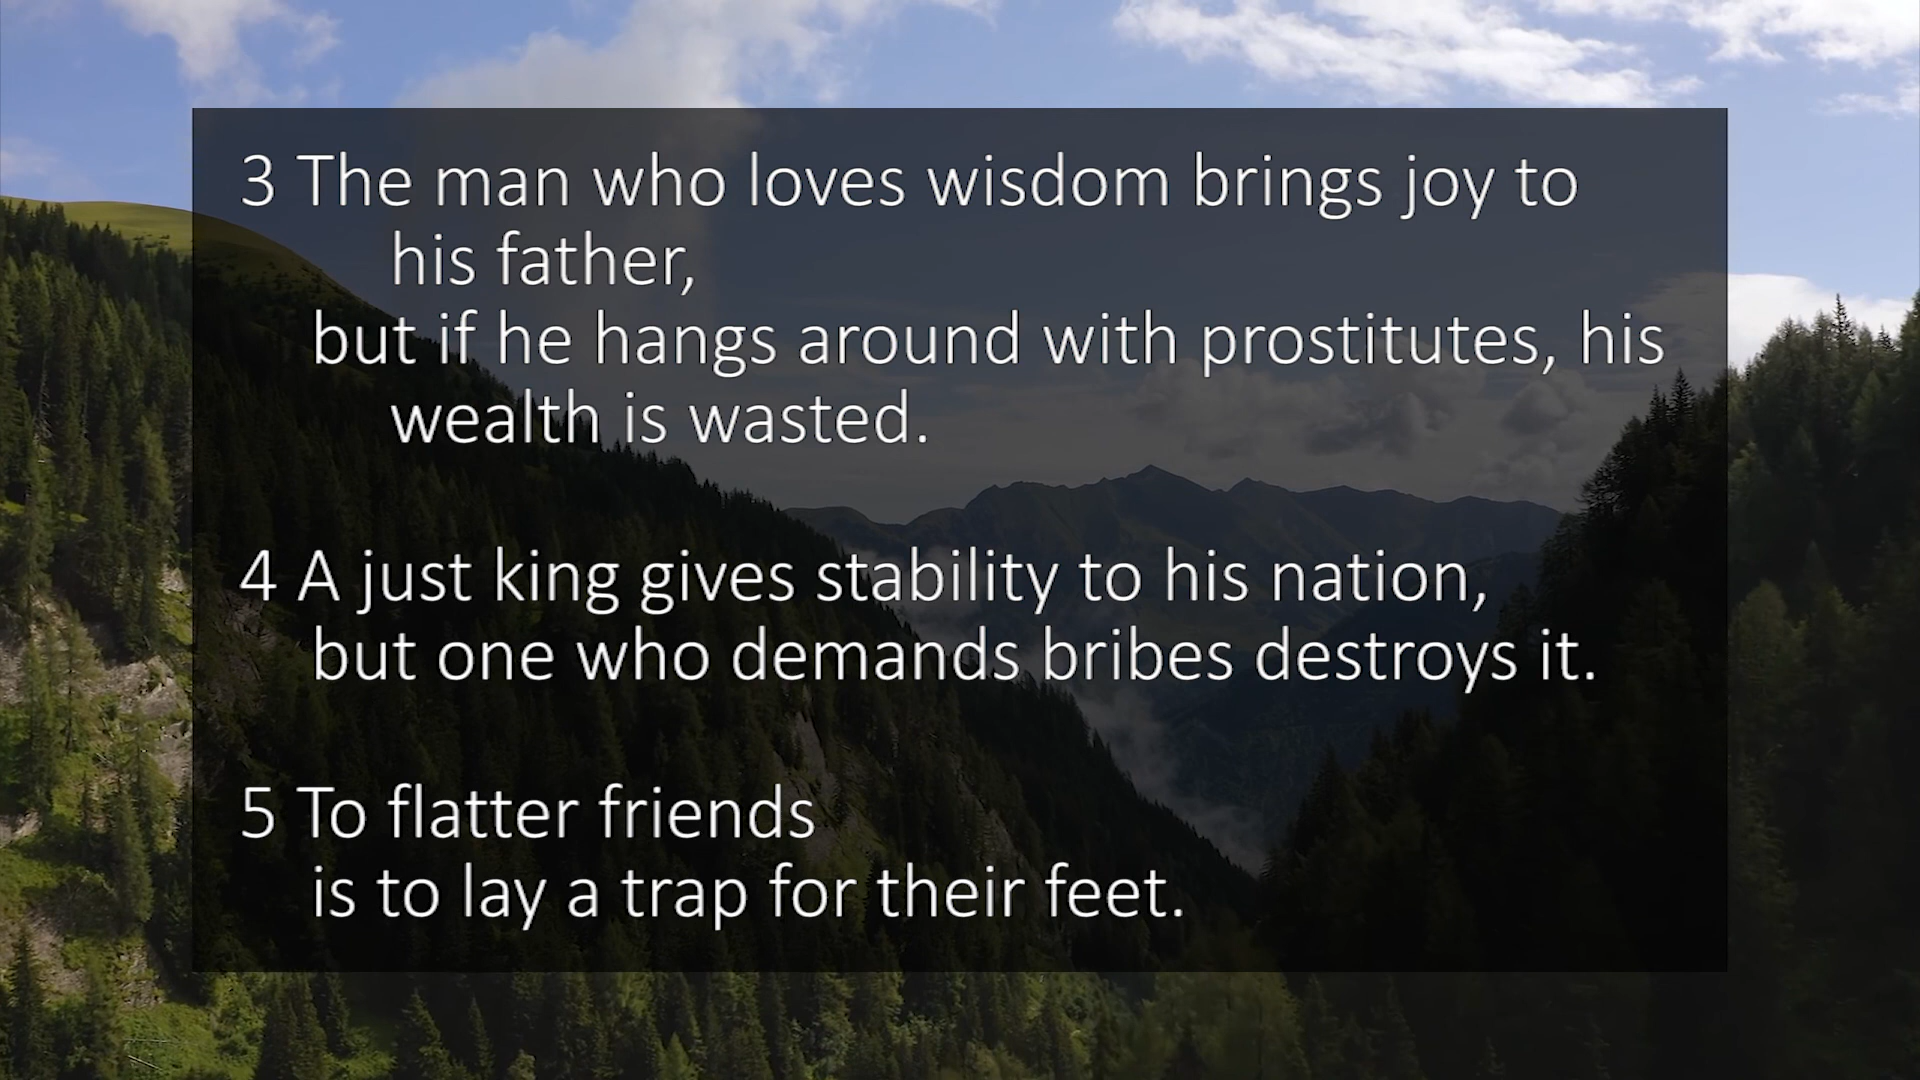 3 The man who loves wisdom brings joy to
his father,
but if he hangs around with prostitutes, his
wealth is wasted.
4 A just king gives stability to his nation,
but one who demands bribes destroys it.
5 To flatter friends
is to lay a trap for their feet.